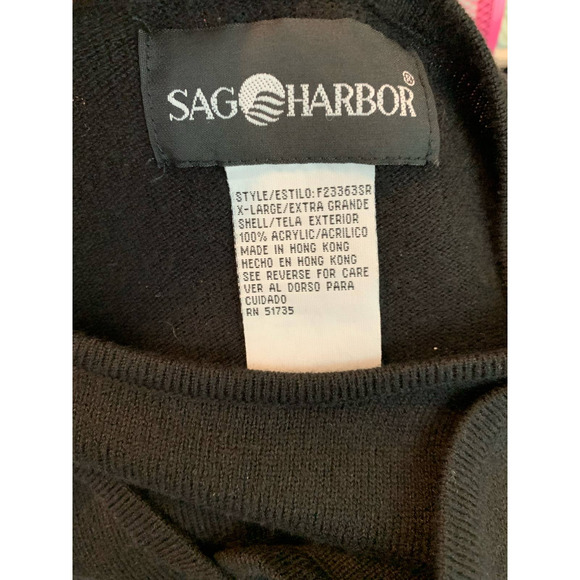 SAG HARBOR®
STYLE/ESTILO:F23363SR
X-LARGE/EXTRA GRANDE
SHELL/TELA EXTERIOR
100% ACRYLIC/ACRILICO
MADE IN HONG KONG
HECHO EN HONG KONG
SEE REVERSE FOR CARE
VER AL DORSO PARA
CUIDADO
RN 51735